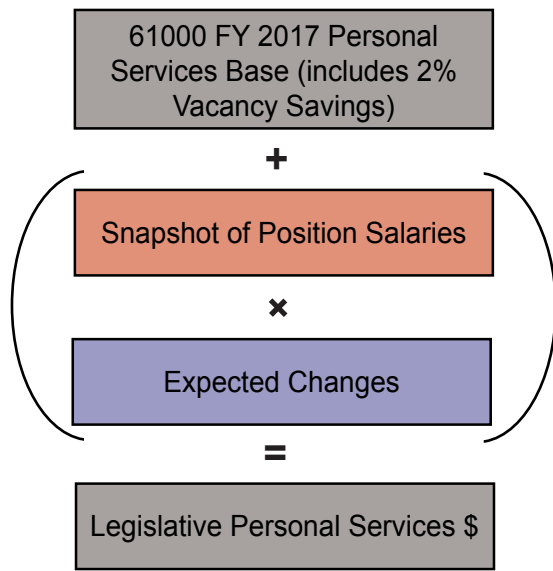 61000 FY 2017 Personal
Services Base (includes 2%
Vacancy Savings)
+
Snapshot of Position Salaries
×
Expected Changes
=
Legislative Personal Services $